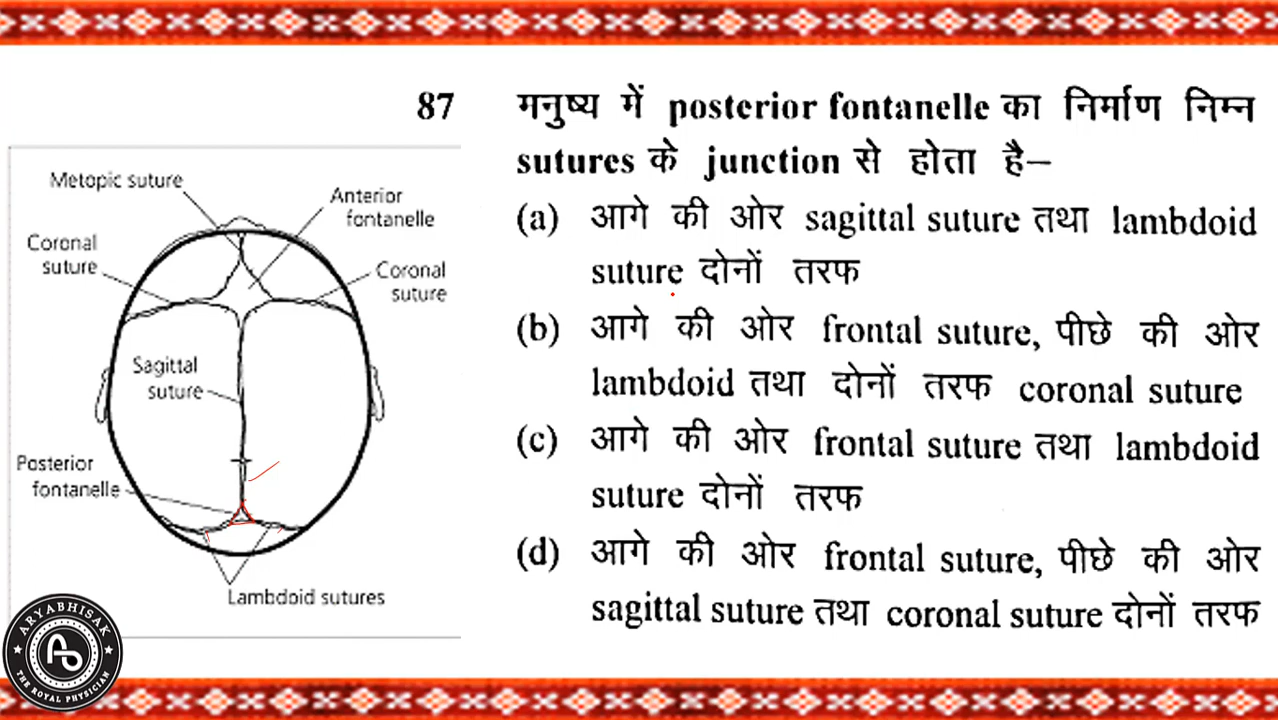 87
मनुष्य में posterior fontanelle का निर्माण निम्न
sutures के junction से होता है–
(a) आगे की ओर sagittal suture तथा lambdoid
suture दोनों तरफ
(b) आगे की ओर frontal suture, पीछे की ओर
lambdoid तथा दोनों तरफ coronal suture
(c) आगे की ओर frontal suture तथा lambdoid
suture दोनों तरफ
(d) आगे की ओर frontal suture, पीछे की ओर
sagittal suture तथा coronal suture दोनों तरफ
Metopic suture
Anterior
fontanelle
Coronal
suture
Coronal
suture
Sagittal
suture
Posterior
fontanelle
Lambdoid sutures
ARYABHISAK
THE ROYAL PHYSICIAN